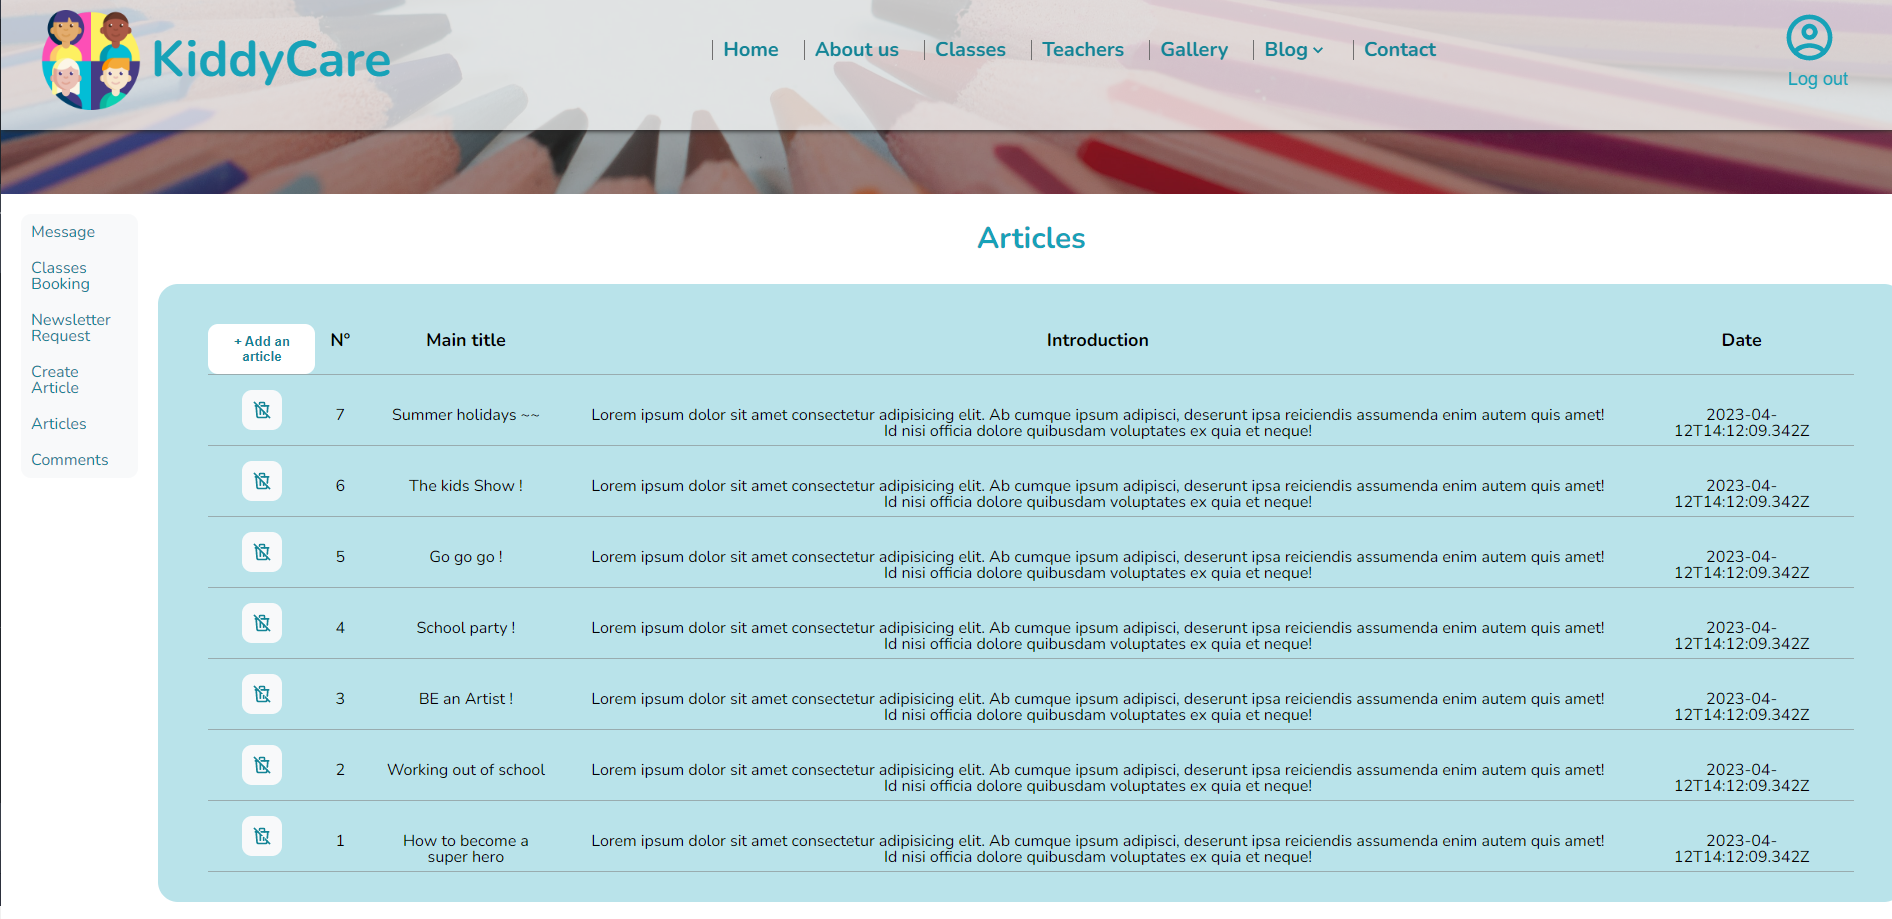 KiddyCare
Home
About us
Classes
Teachers
Gallery
Blog
Contact
Log out
Message
Classes
Booking
Newsletter
Request
Create
Article
Articles
Comments
Articles
+ Add an
article
N° Main title Introduction Date
7 Summer holidays ~~ Lorem ipsum dolor sit amet consectetur adipisicing elit. Ab cumque ipsum adipisci, deserunt ipsa reiciendis assumenda enim autem quis amet! 2023-04-
Id nisi officia dolore quibusdam voluptates ex quia et neque! 12T14:12:09.342Z
6 The kids Show ! Lorem ipsum dolor sit amet consectetur adipisicing elit. Ab cumque ipsum adipisci, deserunt ipsa reiciendis assumenda enim autem quis amet! 2023-04-
Id nisi officia dolore quibusdam voluptates ex quia et neque! 12T14:12:09.342Z
5 Go go go ! Lorem ipsum dolor sit amet consectetur adipisicing elit. Ab cumque ipsum adipisci, deserunt ipsa reiciendis assumenda enim autem quis amet! 2023-04-
Id nisi officia dolore quibusdam voluptates ex quia et neque! 12T14:12:09.342Z
4 School party ! Lorem ipsum dolor sit amet consectetur adipisicing elit. Ab cumque ipsum adipisci, deserunt ipsa reiciendis assumenda enim autem quis amet! 2023-04-
Id nisi officia dolore quibusdam voluptates ex quia et neque! 12T14:12:09.342Z
3 BE an Artist ! Lorem ipsum dolor sit amet consectetur adipisicing elit. Ab cumque ipsum adipisci, deserunt ipsa reiciendis assumenda enim autem quis amet! 2023-04-
Id nisi officia dolore quibusdam voluptates ex quia et neque! 12T14:12:09.342Z
2 Working out of school Lorem ipsum dolor sit amet consectetur adipisicing elit. Ab cumque ipsum adipisci, deserunt ipsa reiciendis assumenda enim autem quis amet! 2023-04-
Id nisi officia dolore quibusdam voluptates ex quia et neque! 12T14:12:09.342Z
1 How to become a Lorem ipsum dolor sit amet consectetur adipisicing elit. Ab cumque ipsum adipisci, deserunt ipsa reiciendis assumenda enim autem quis amet! 2023-04-
super hero Id nisi officia dolore quibusdam voluptates ex quia et neque! 12T14:12:09.342Z